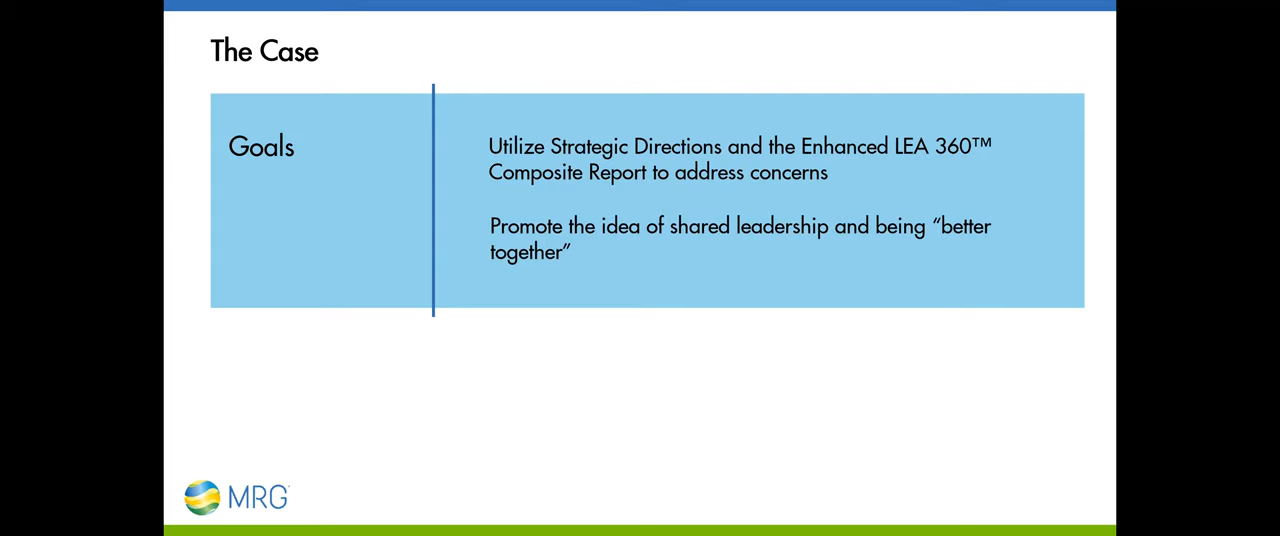 The Case
Goals
Utilize Strategic Directions and the Enhanced LEA 360™
Composite Report to address concerns
Promote the idea of shared leadership and being “better
together”
MRG